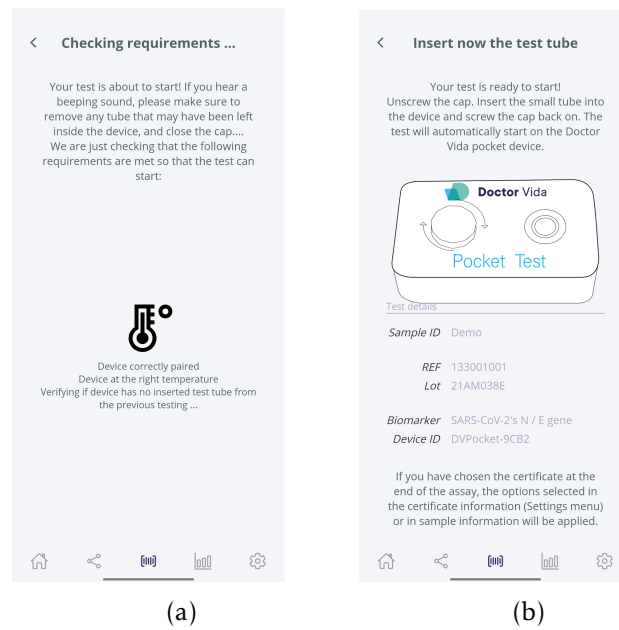 Checking requirements ...
Your test is about to start! If you hear a
beeping sound, please make sure to
remove any tube that may have been left
inside the device, and close the cap....
We are just checking that the following
requirements are met so that the test can
start:
Device correctly paired
Device at the right temperature
Verifying if device has no inserted test tube from
the previous testing ...
(a)
Insert now the test tube
Your test is ready to start!
Unscrew the cap. Insert the small tube into
the device and screw the cap back on. The
test will automatically start on the Doctor
Vida pocket device.
Doctor Vida
Pocket Test
Test details
Sample ID Demo
REF 133001001
Lot 21AM038E
Biomarker SARS-CoV-2's N / E gene
Device ID DVPocket-9CB2
If you have chosen the certificate at the
end of the assay, the options selected in
the certificate information (Settings menu)
or in sample information will be applied.
(b)